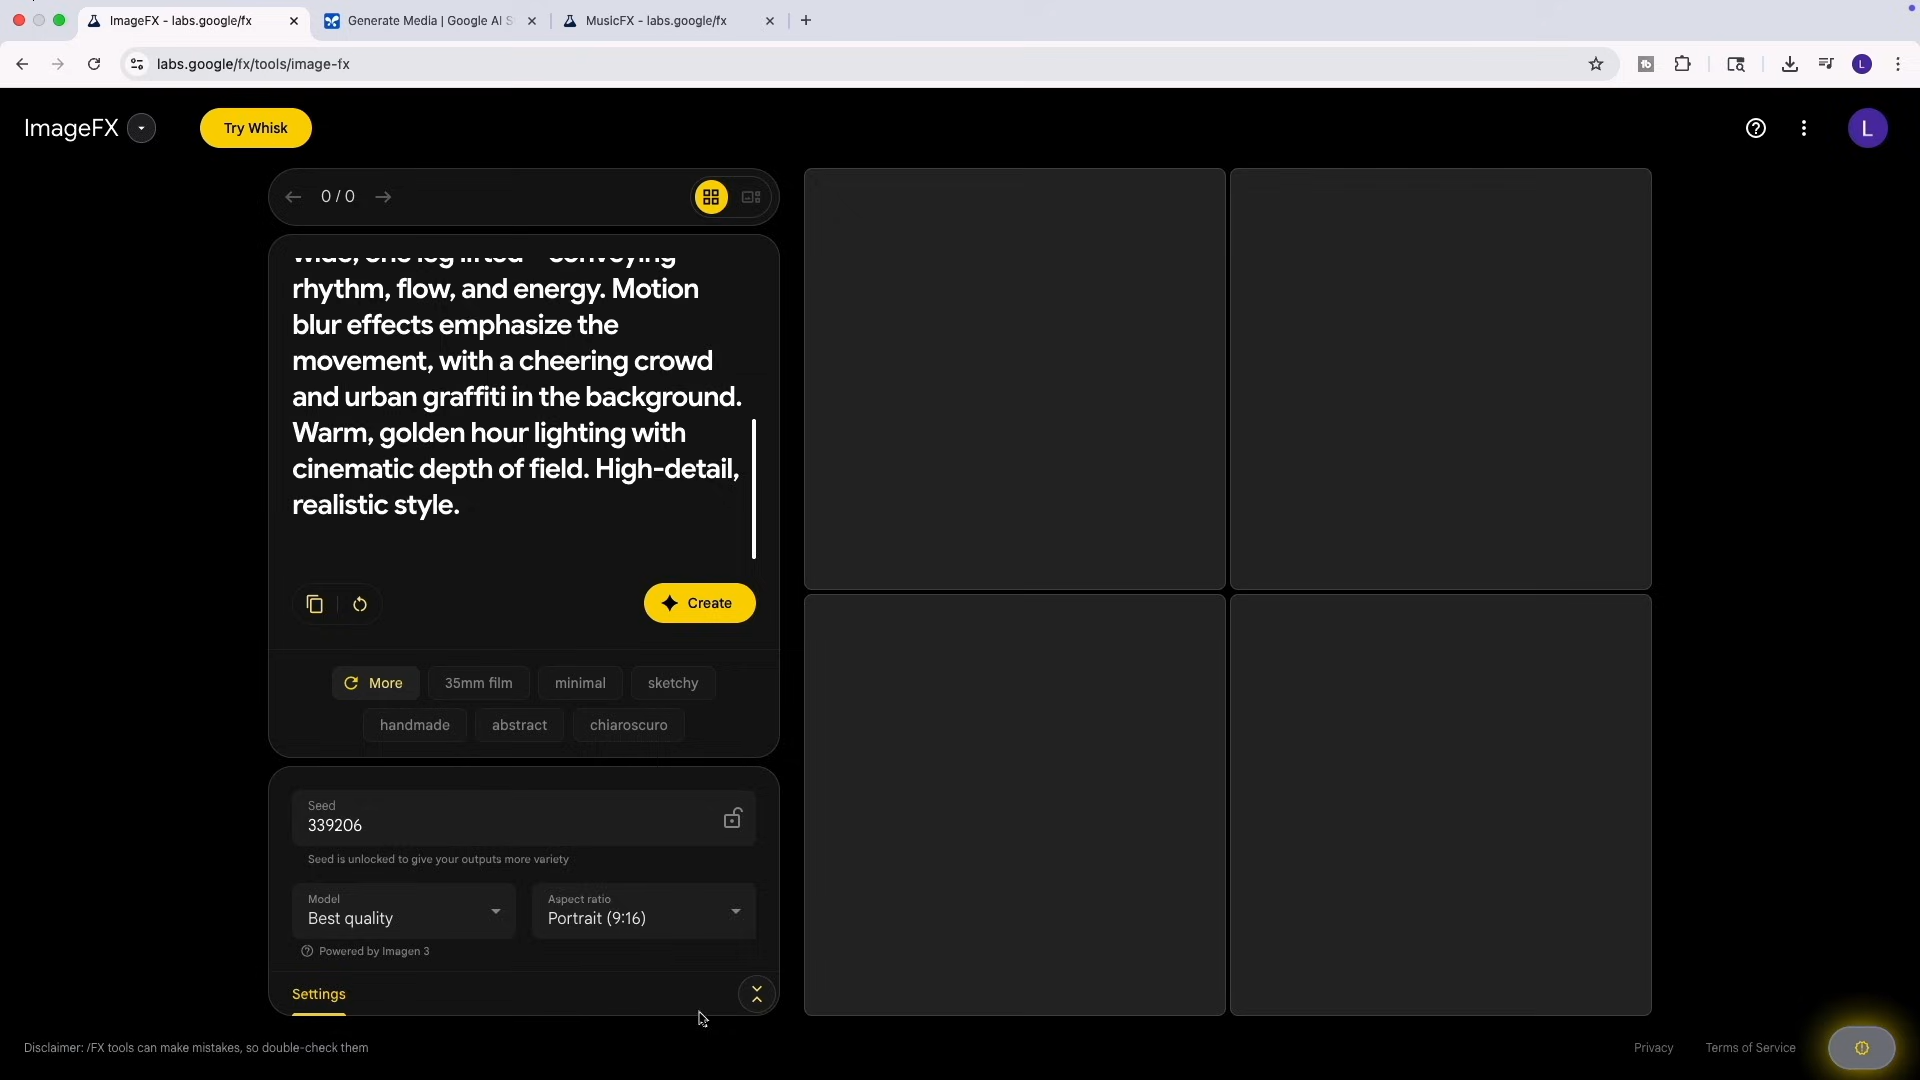 ImageFX - labs.google/fx
Generate Media | Google AI S
MusicFX - labs.google/fx
labs.google/fx/tools/image-fx
L
ImageFX
Try Whisk
L
0 / 0
wide, one leg lifted – conveying
rhythm, flow, and energy. Motion
blur effects emphasize the
movement, with a cheering crowd
and urban graffiti in the background.
Warm, golden hour lighting with
cinematic depth of field. High-detail,
realistic style.
Create
More
35mm film
minimal
sketchy
handmade
abstract
chiaroscuro
Seed
339206
Seed is unlocked to give your outputs more variety
Model
Best quality
Aspect ratio
Portrait (9:16)
Powered by Imagen 3
Settings
Disclaimer: /FX tools can make mistakes, so double-check them
Privacy
Terms of Service